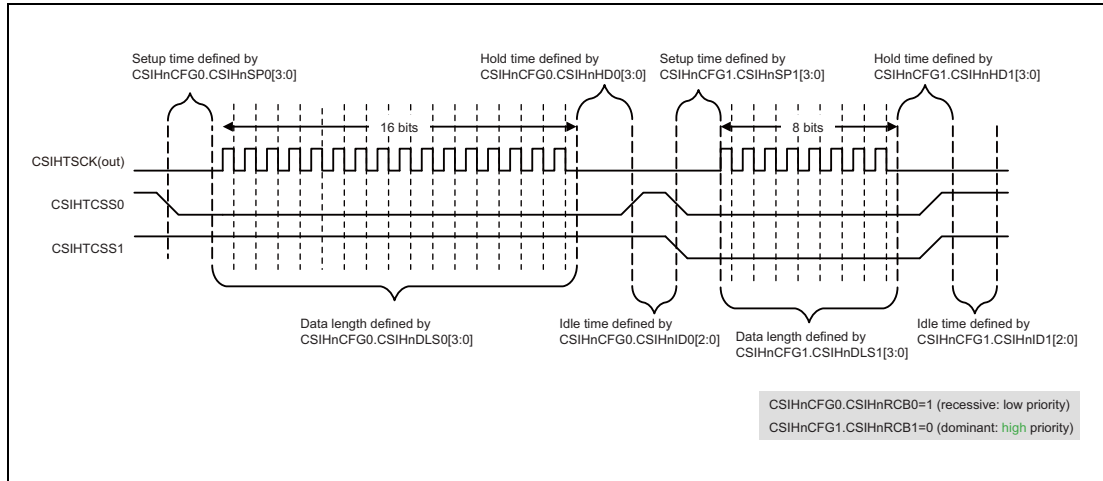 Setup time defined by
CSIHnCFG0.CSIHnSP0[3:0]
Hold time defined by
CSIHnCFG0.CSIHnHD0[3:0]
Setup time defined by
CSIHnCFG1.CSIHnSP1[3:0]
Hold time defined by
CSIHnCFG1.CSIHnHD1[3:0]
16 bits
8 bits
CSIHTSCK(out)
CSIHTCSS0
CSIHTCSS1
Data length defined by
CSIHnCFG0.CSIHnDLS0[3:0]
Idle time defined by
CSIHnCFG0.CSIHnID0[2:0]
Data length defined by
CSIHnCFG1.CSIHnDLS1[3:0]
Idle time defined by
CSIHnCFG1.CSIHnID1[2:0]
CSIHnCFG0.CSIHnRCB0=1 (recessive: low priority)
CSIHnCFG1.CSIHnRCB1=0 (dominant: high priority)